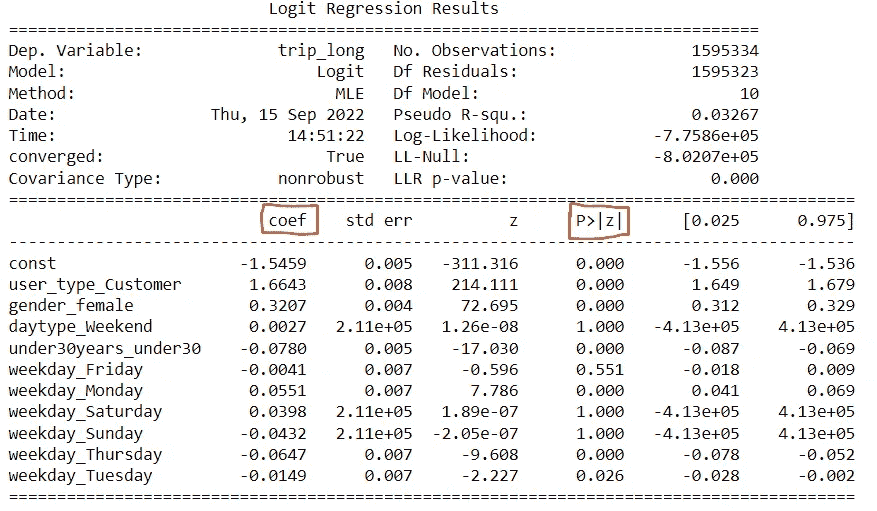 Logit Regression Results
==============================================================================
Dep. Variable: trip_long No. Observations: 1595334
Model: Logit Df Residuals: 1595323
Method: MLE Df Model: 10
Date: Thu, 15 Sep 2022 Pseudo R-squ.: 0.03267
Time: 14:51:22 Log-Likelihood: -7.7586e+05
converged: True LL-Null: -8.0207e+05
Covariance Type: nonrobust LLR p-value: 0.000
========================================================================================
coef std err z P>|z| [0.025 0.975]
----------------------------------------------------------------------------------------
const -1.5459 0.005 -311.316 0.000 -1.556 -1.536
user_type_Customer 1.6643 0.008 214.111 0.000 1.649 1.679
gender_female 0.3207 0.004 72.695 0.000 0.312 0.329
daytype_Weekend 0.0027 2.11e+05 1.26e-08 1.000 -4.13e+05 4.13e+05
under30years_under30 -0.0780 0.005 -17.030 0.000 -0.087 -0.069
weekday_Friday -0.0041 0.007 -0.596 0.551 -0.018 0.009
weekday_Monday 0.0551 0.007 7.786 0.000 0.041 0.069
weekday_Saturday 0.0398 2.11e+05 1.89e-07 1.000 -4.13e+05 4.13e+05
weekday_Sunday -0.0432 2.11e+05 -2.05e-07 1.000 -4.13e+05 4.13e+05
weekday_Thursday -0.0647 0.007 -9.608 0.000 -0.078 -0.052
weekday_Tuesday -0.0149 0.007 -2.227 0.026 -0.028 -0.002
========================================================================================